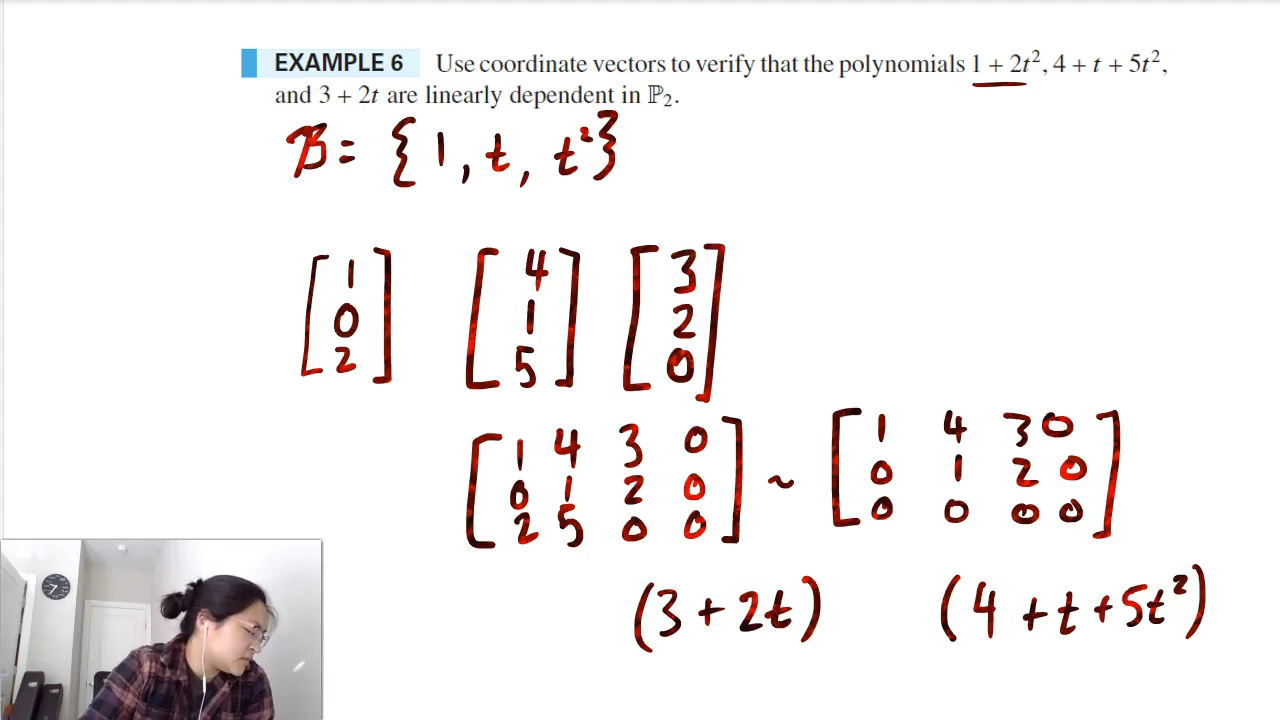 EXAMPLE 6 Use coordinate vectors to verify that the polynomials 1 + 2t², 4 + t + 5t²,
and 3 + 2t are linearly dependent in ℙ₂.
B = {1, t, t²}
[1 [4 [3
0 1 2
2] 5] 0]
[1 4 3 0 ~ [1 4 3 0
0 1 2 0 0 1 2 0
2 5 0 0] 0 0 0 0]
(3 + 2t) (4 + t + 5t²)